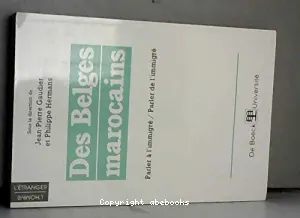 Sous la direction de
Jean Pierre Gaudier
et Philippe Hermans
Des Belges
marocains
Parler à l'immigré / Parler de l'immigré
De Boeck Université
L'ÉTRANGER
Copyright abebooks